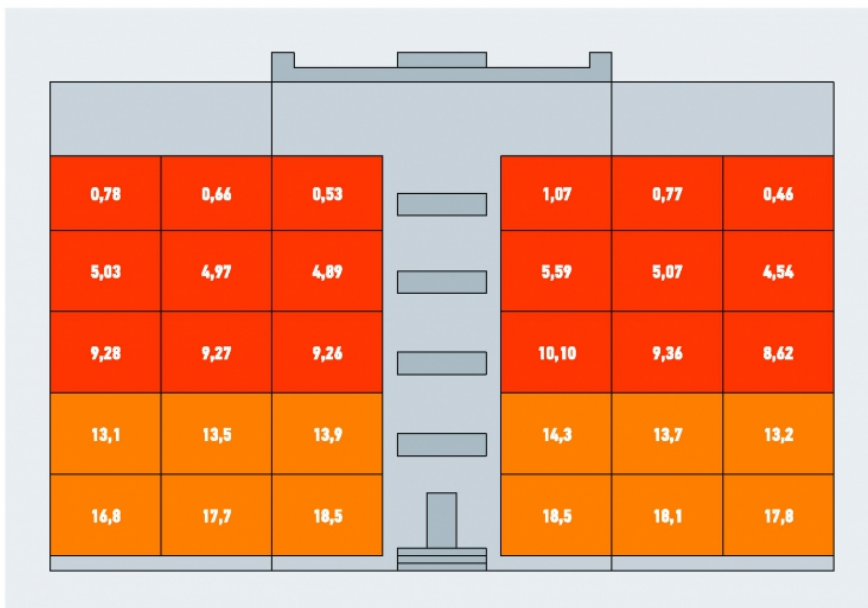 0,78 0,66 0,53 1,07 0,77 0,46
5,03 4,97 4,89 5,59 5,07 4,54
9,28 9,27 9,26 10,10 9,36 8,62
13,1 13,5 13,9 14,3 13,7 13,2
16,8 17,7 18,5 18,5 18,1 17,8